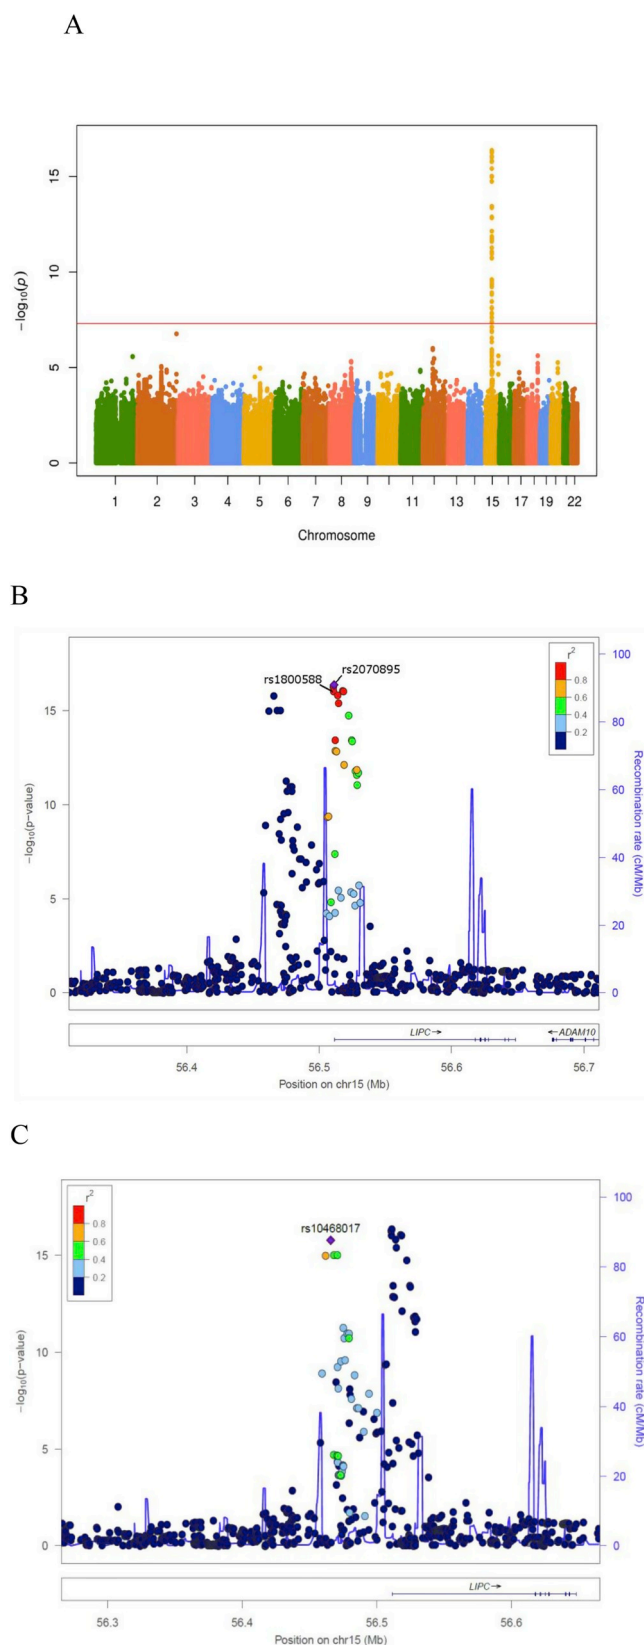 A
−log10(p)
15
10
5
0
1 2 3 4 5 6 7 8 9 11 13 15 17 19 22
Chromosome
B
r2
0.8
0.6
0.4
0.2
rs1800588
rs2070895
−log10(p−value)
15
10
5
0
Recombination rate (cM/Mb)
100
80
60
40
20
0
LIPC→
←ADAM10
56.4 56.5 56.6 56.7
Position on chr15 (Mb)
C
r2
0.8
0.6
0.4
0.2
rs10468017
−log10(p−value)
15
10
5
0
Recombination rate (cM/Mb)
100
80
60
40
20
0
LIPC→
56.3 56.4 56.5 56.6
Position on chr15 (Mb)